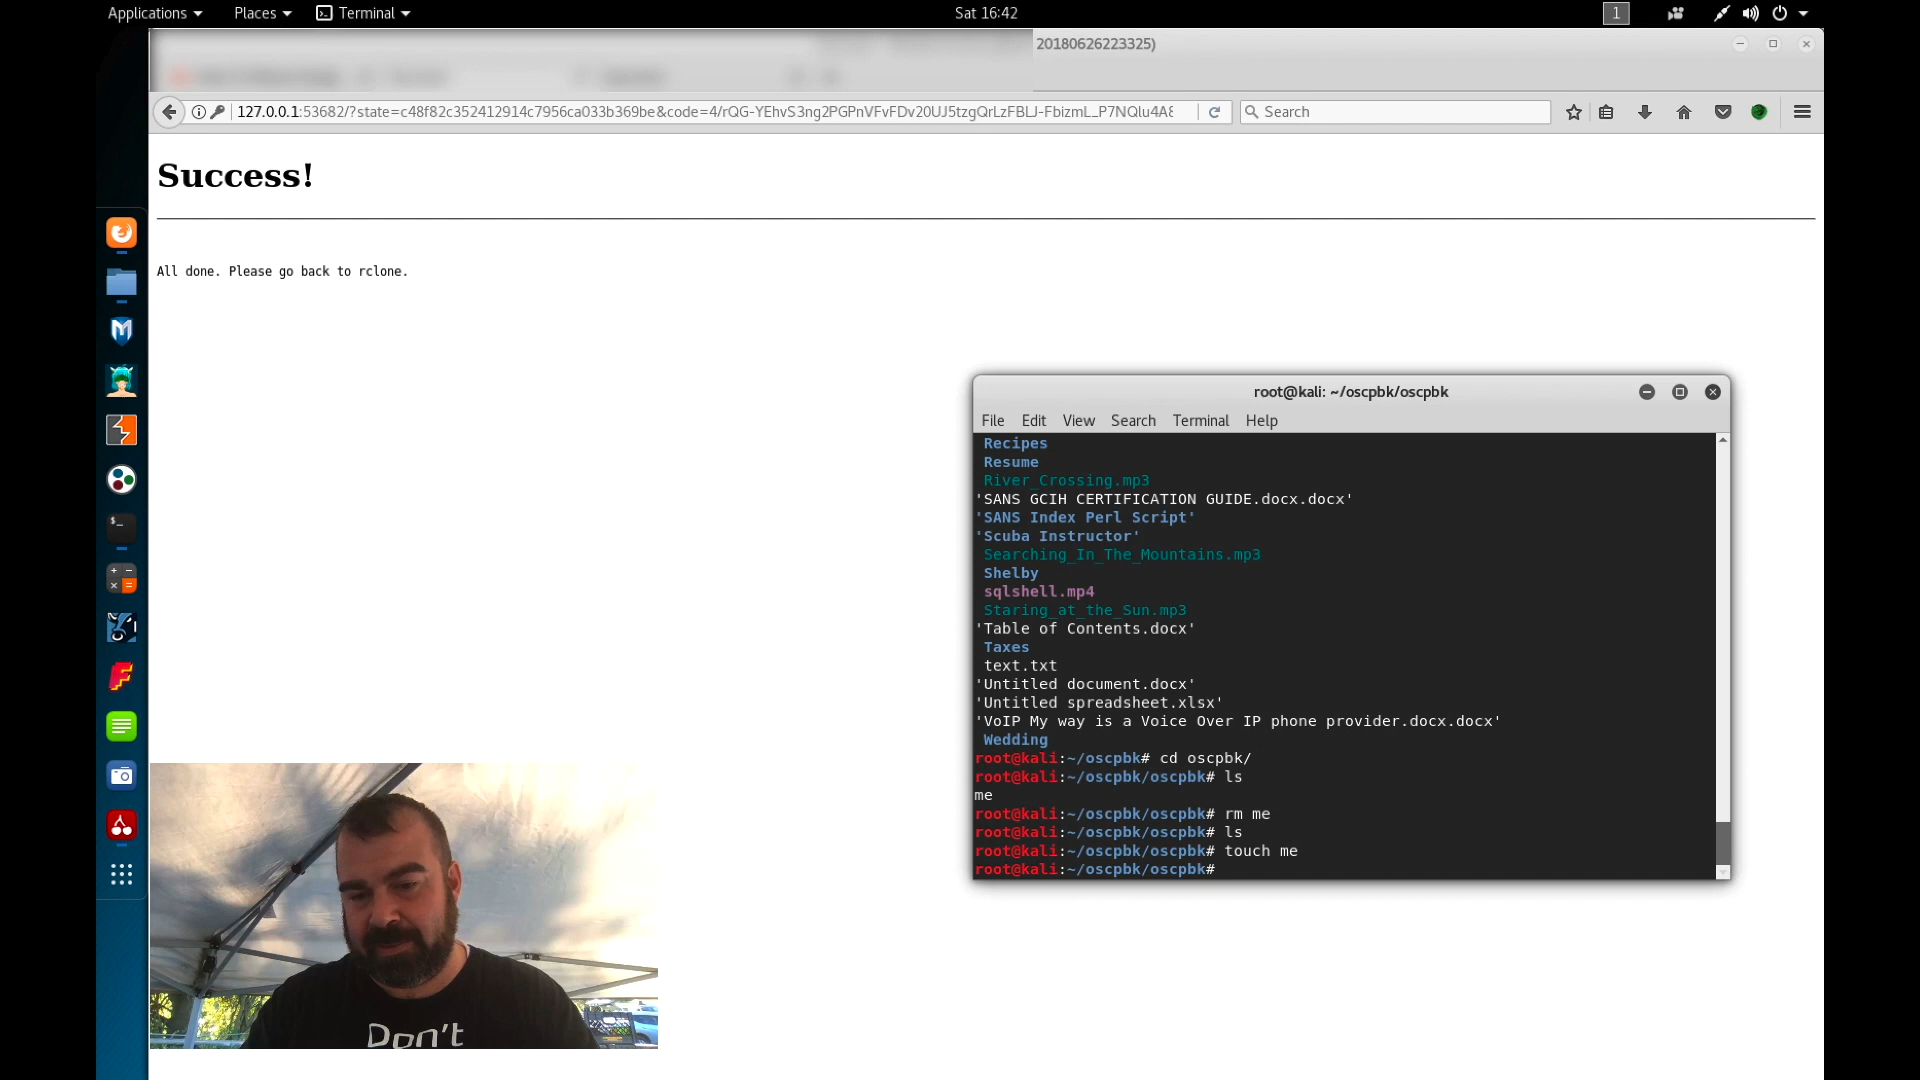 Applications Places Terminal Sat 16:42 1
20180626223325)
127.0.0.1:53682/?state=c48f82c352412914c7956ca033b369be&code=4/rQG-YEhvS3ng2PGPnVFvFDv20UJ5tzgQrLzFBLJ-FbizmL_P7NQlu4A8 Search
Success!
All done. Please go back to rclone.
root@kali: ~/oscpbk/oscpbk
File Edit View Search Terminal Help
Recipes
Resume
River_Crossing.mp3
'SANS GCIH CERTIFICATION GUIDE.docx.docx'
'SANS Index Perl Script'
'Scuba Instructor'
Searching_In_The_Mountains.mp3
Shelby
sqlshell.mp4
Staring_at_the_Sun.mp3
'Table of Contents.docx'
Taxes
text.txt
'Untitled document.docx'
'Untitled spreadsheet.xlsx'
'VoIP My way is a Voice Over IP phone provider.docx.docx'
Wedding
root@kali:~/oscpbk# cd oscpbk/
root@kali:~/oscpbk/oscpbk# ls
me
root@kali:~/oscpbk/oscpbk# rm me
root@kali:~/oscpbk/oscpbk# ls
root@kali:~/oscpbk/oscpbk# touch me
root@kali:~/oscpbk/oscpbk#
Don't